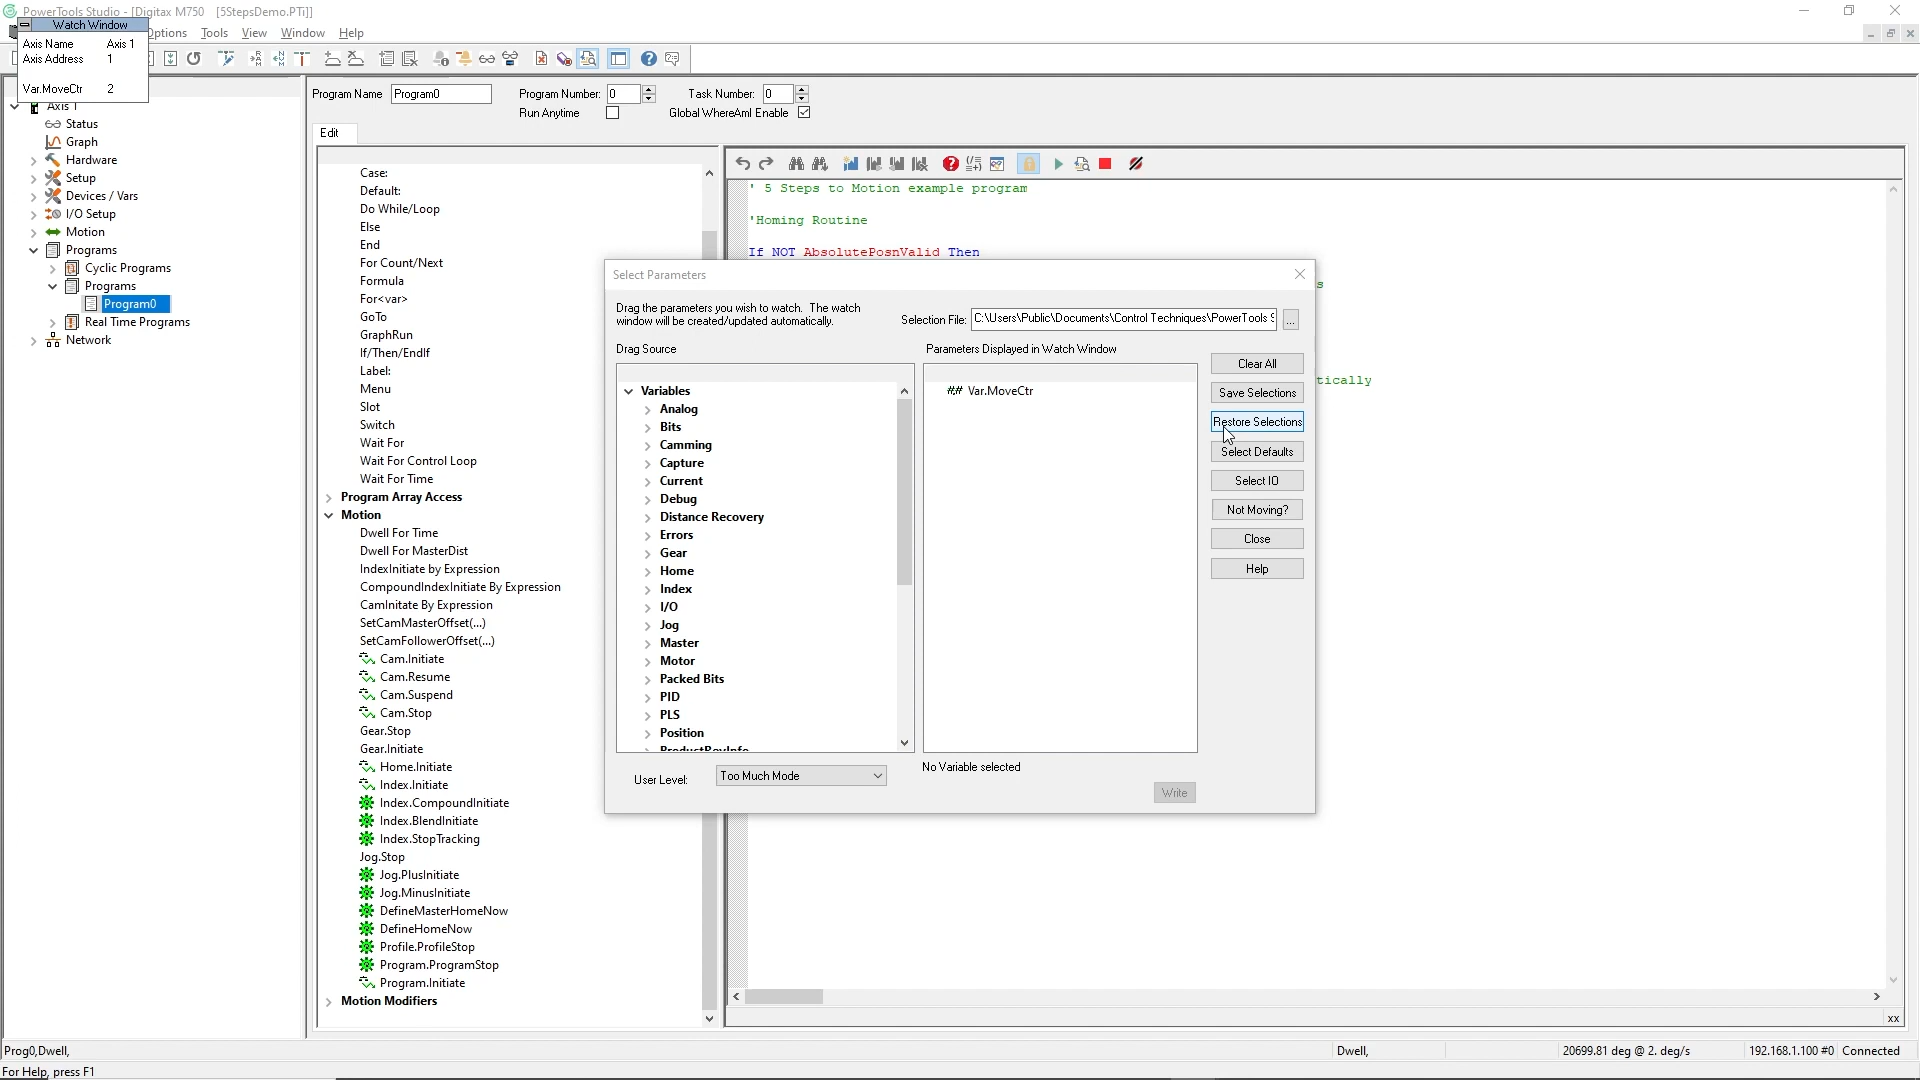 PowerTools Studio - [Digitax M750   [5StepsDemo.PTi]]
Watch Window
Axis Name Axis 1
Axis Address 1
Var.MoveCtr 2
Options Tools View Window Help
Program Name Program0 Program Number: 0 Task Number: 0
Run Anytime Global WhereAmI Enable
Edit
Axis 1
Status
Graph
Hardware
Setup
Devices / Vars
I/O Setup
Motion
Programs
Cyclic Programs
Programs
Program0
Real Time Programs
Network
Case:
Default:
Do While/Loop
Else
End
For Count/Next
Formula
For<var>
GoTo
GraphRun
If/Then/Endif
Label:
Menu
Slot
Switch
Wait For
Wait For Control Loop
Wait For Time
Program Array Access
Motion
Dwell For Time
Dwell For MasterDist
IndexInitiate by Expression
CompoundIndexInitiate By Expression
CamInitate By Expression
SetCamMasterOffset(...)
SetCamFollowerOffset(...)
Cam.Initiate
Cam.Resume
Cam.Suspend
Cam.Stop
Gear.Stop
Gear.Initiate
Home.Initiate
Index.Initiate
Index.CompoundInitiate
Index.BlendInitiate
Index.StopTracking
Jog.Stop
Jog.PlusInitiate
Jog.MinusInitiate
DefineMasterHomeNow
DefineHomeNow
Profile.ProfileStop
Program.ProgramStop
Program.Initiate
Motion Modifiers
' 5 Steps to Motion example program
'Homing Routine
If NOT AbsolutePosnValid Then
s
tically
Select Parameters
Drag the parameters you wish to watch. The watch
window will be created/updated automatically.
Selection File: C:\Users\Public\Documents\Control Techniques\PowerTools S ...
Drag Source
Parameters Displayed in Watch Window
Variables
Analog
Bits
Camming
Capture
Current
Debug
Distance Recovery
Errors
Gear
Home
Index
I/O
Jog
Master
Motor
Packed Bits
PID
PLS
Position
ProductRevInfo
## Var.MoveCtr
Clear All
Save Selections
Restore Selections
Select Defaults
Select IO
Not Moving?
Close
Help
User Level: Too Much Mode
No Variable selected
Write
xx
Prog0,Dwell, Dwell, 20699.81 deg @ 2. deg/s 192.168.1.100 #0 Connected
For Help, press F1